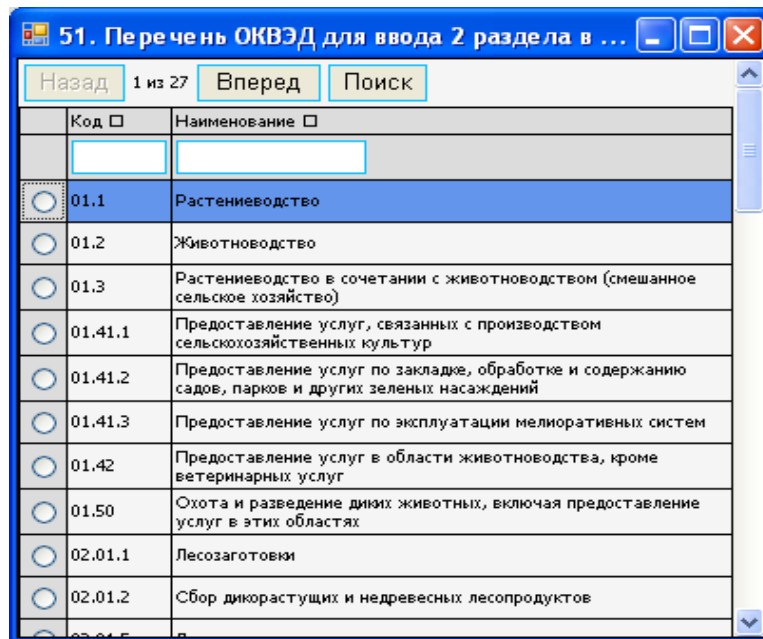 51. Перечень ОКВЭД для ввода 2 раздела в ...
Назад 1 из 27 Вперед Поиск
Код Наименование
01.1 Растениеводство
01.2 Животноводство
01.3 Растениеводство в сочетании с животноводством (смешанное
сельское хозяйство)
01.41.1 Предоставление услуг, связанных с производством
сельскохозяйственных культур
01.41.2 Предоставление услуг по закладке, обработке и содержанию
садов, парков и других зеленых насаждений
01.41.3 Предоставление услуг по эксплуатации мелиоративных систем
01.42 Предоставление услуг в области животноводства, кроме
ветеринарных услуг
01.50 Охота и разведение диких животных, включая предоставление
услуг в этих областях
02.01.1 Лесозаготовки
02.01.2 Сбор дикорастущих и недревесных лесопродуктов